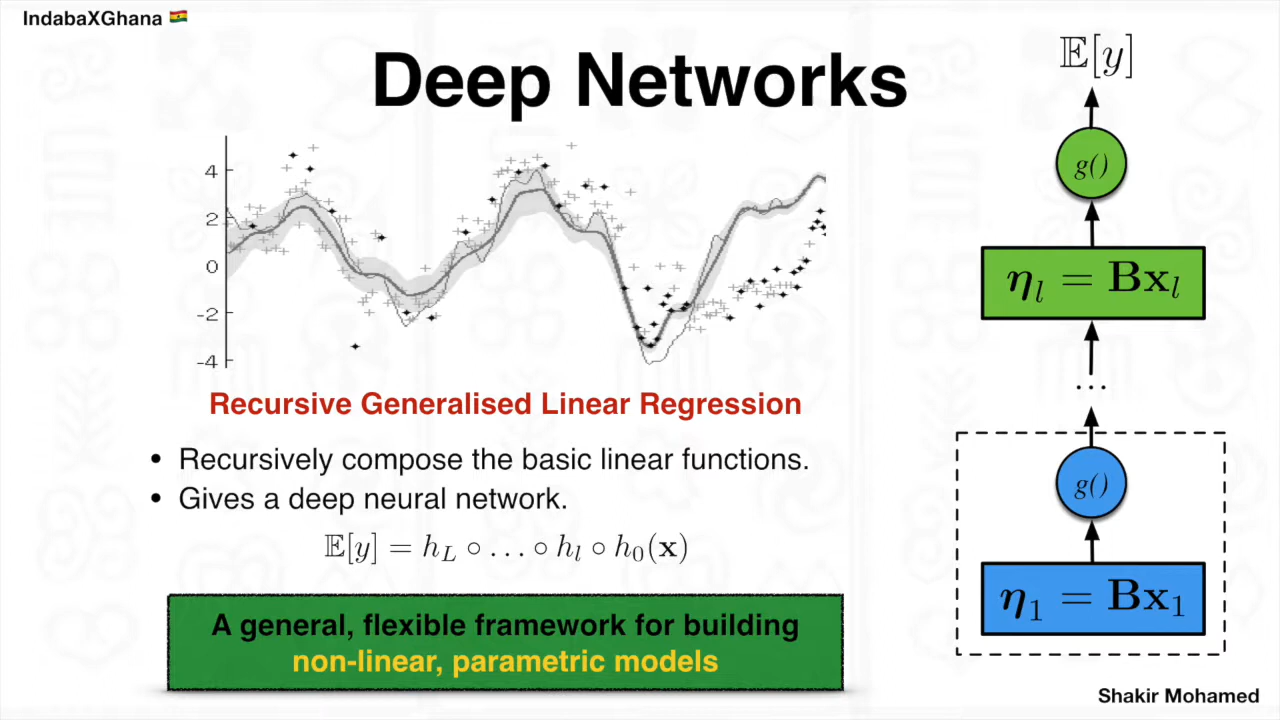 IndabaXGhana 🇬🇭
Deep Networks
4
2
0
-2
-4
Recursive Generalised Linear Regression
• Recursively compose the basic linear functions.
• Gives a deep neural network.
𝔼[y] = h_L ∘ … ∘ h_l ∘ h_0(𝐱)
A general, flexible framework for building
non-linear, parametric models
𝔼[y]
g()
𝜼_l = 𝐁𝐱_l
…
g()
𝜼_1 = 𝐁𝐱_1
Shakir Mohamed